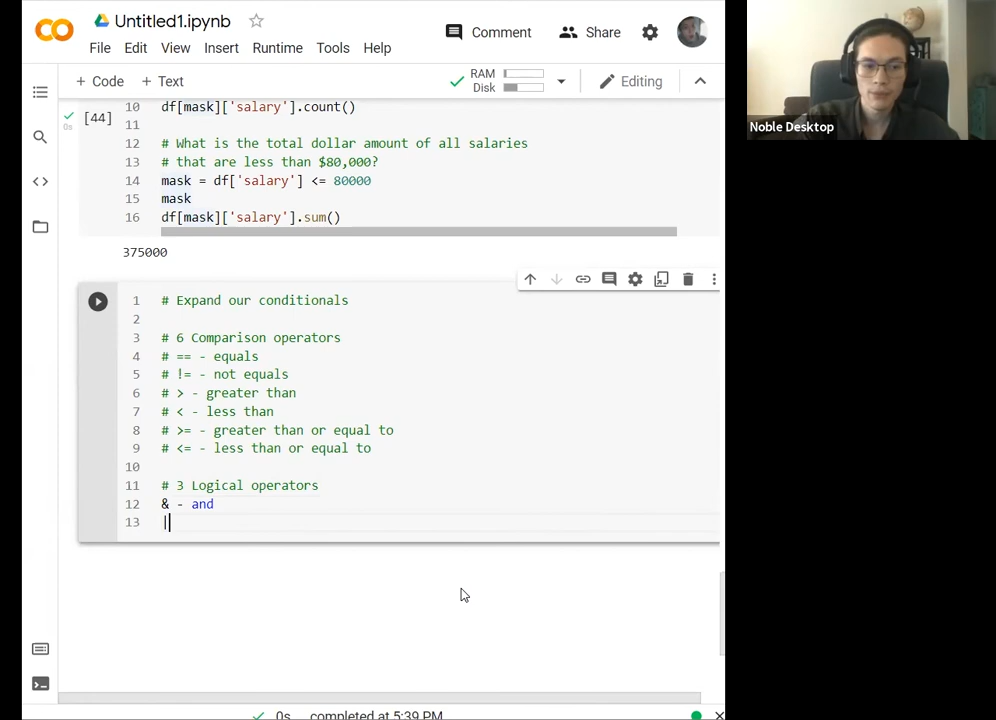 Untitled1.ipynb
Comment
Share
File Edit View Insert Runtime Tools Help
+ Code + Text
RAM
Disk
Editing
Noble Desktop
[44]
0s
10 df[mask]['salary'].count()
11
12 # What is the total dollar amount of all salaries
13 # that are less than $80,000?
14 mask = df['salary'] <= 80000
15 mask
16 df[mask]['salary'].sum()
375000
1 # Expand our conditionals
2
3 # 6 Comparison operators
4 # == - equals
5 # != - not equals
6 # > - greater than
7 # < - less than
8 # >= - greater than or equal to
9 # <= - less than or equal to
10
11 # 3 Logical operators
12 & - and
13 |
0s completed at 5:39 PM